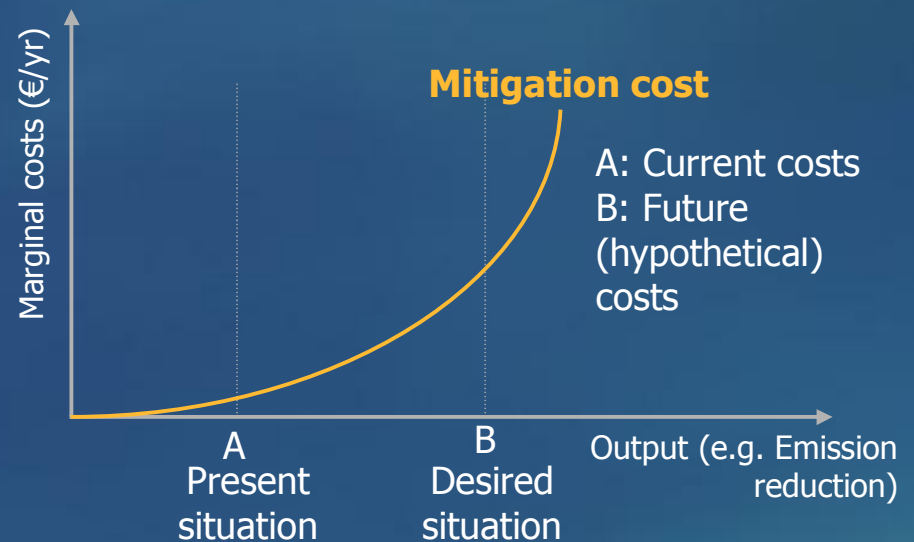 Marginal costs (€/yr)
Mitigation cost
A: Current costs
B: Future
(hypothetical)
costs
A
Present
situation
B
Desired
situation
Output (e.g. Emission
reduction)